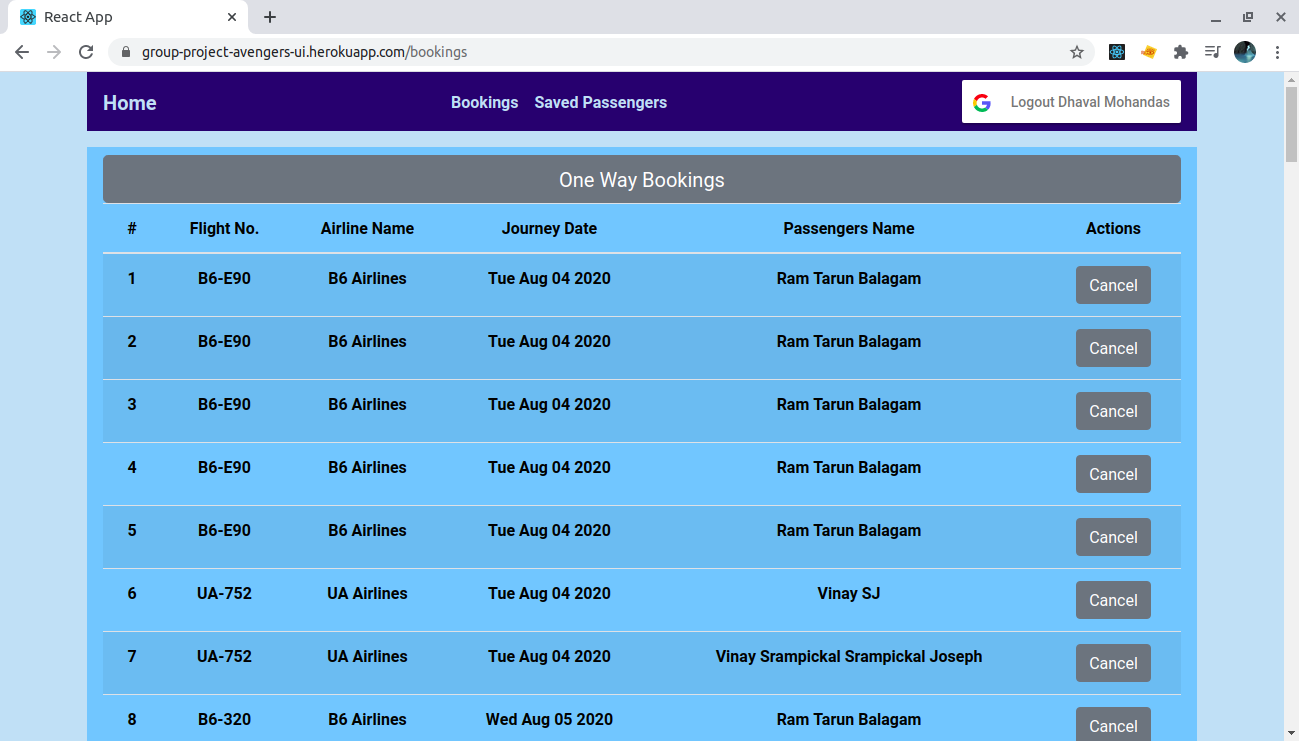 React App
group-project-avengers-ui.herokuapp.com/bookings
Home Bookings Saved Passengers Logout Dhaval Mohandas
One Way Bookings
# Flight No. Airline Name Journey Date Passengers Name Actions
1 B6-E90 B6 Airlines Tue Aug 04 2020 Ram Tarun Balagam Cancel
2 B6-E90 B6 Airlines Tue Aug 04 2020 Ram Tarun Balagam Cancel
3 B6-E90 B6 Airlines Tue Aug 04 2020 Ram Tarun Balagam Cancel
4 B6-E90 B6 Airlines Tue Aug 04 2020 Ram Tarun Balagam Cancel
5 B6-E90 B6 Airlines Tue Aug 04 2020 Ram Tarun Balagam Cancel
6 UA-752 UA Airlines Tue Aug 04 2020 Vinay SJ Cancel
7 UA-752 UA Airlines Tue Aug 04 2020 Vinay Srampickal Srampickal Joseph Cancel
8 B6-320 B6 Airlines Wed Aug 05 2020 Ram Tarun Balagam Cancel